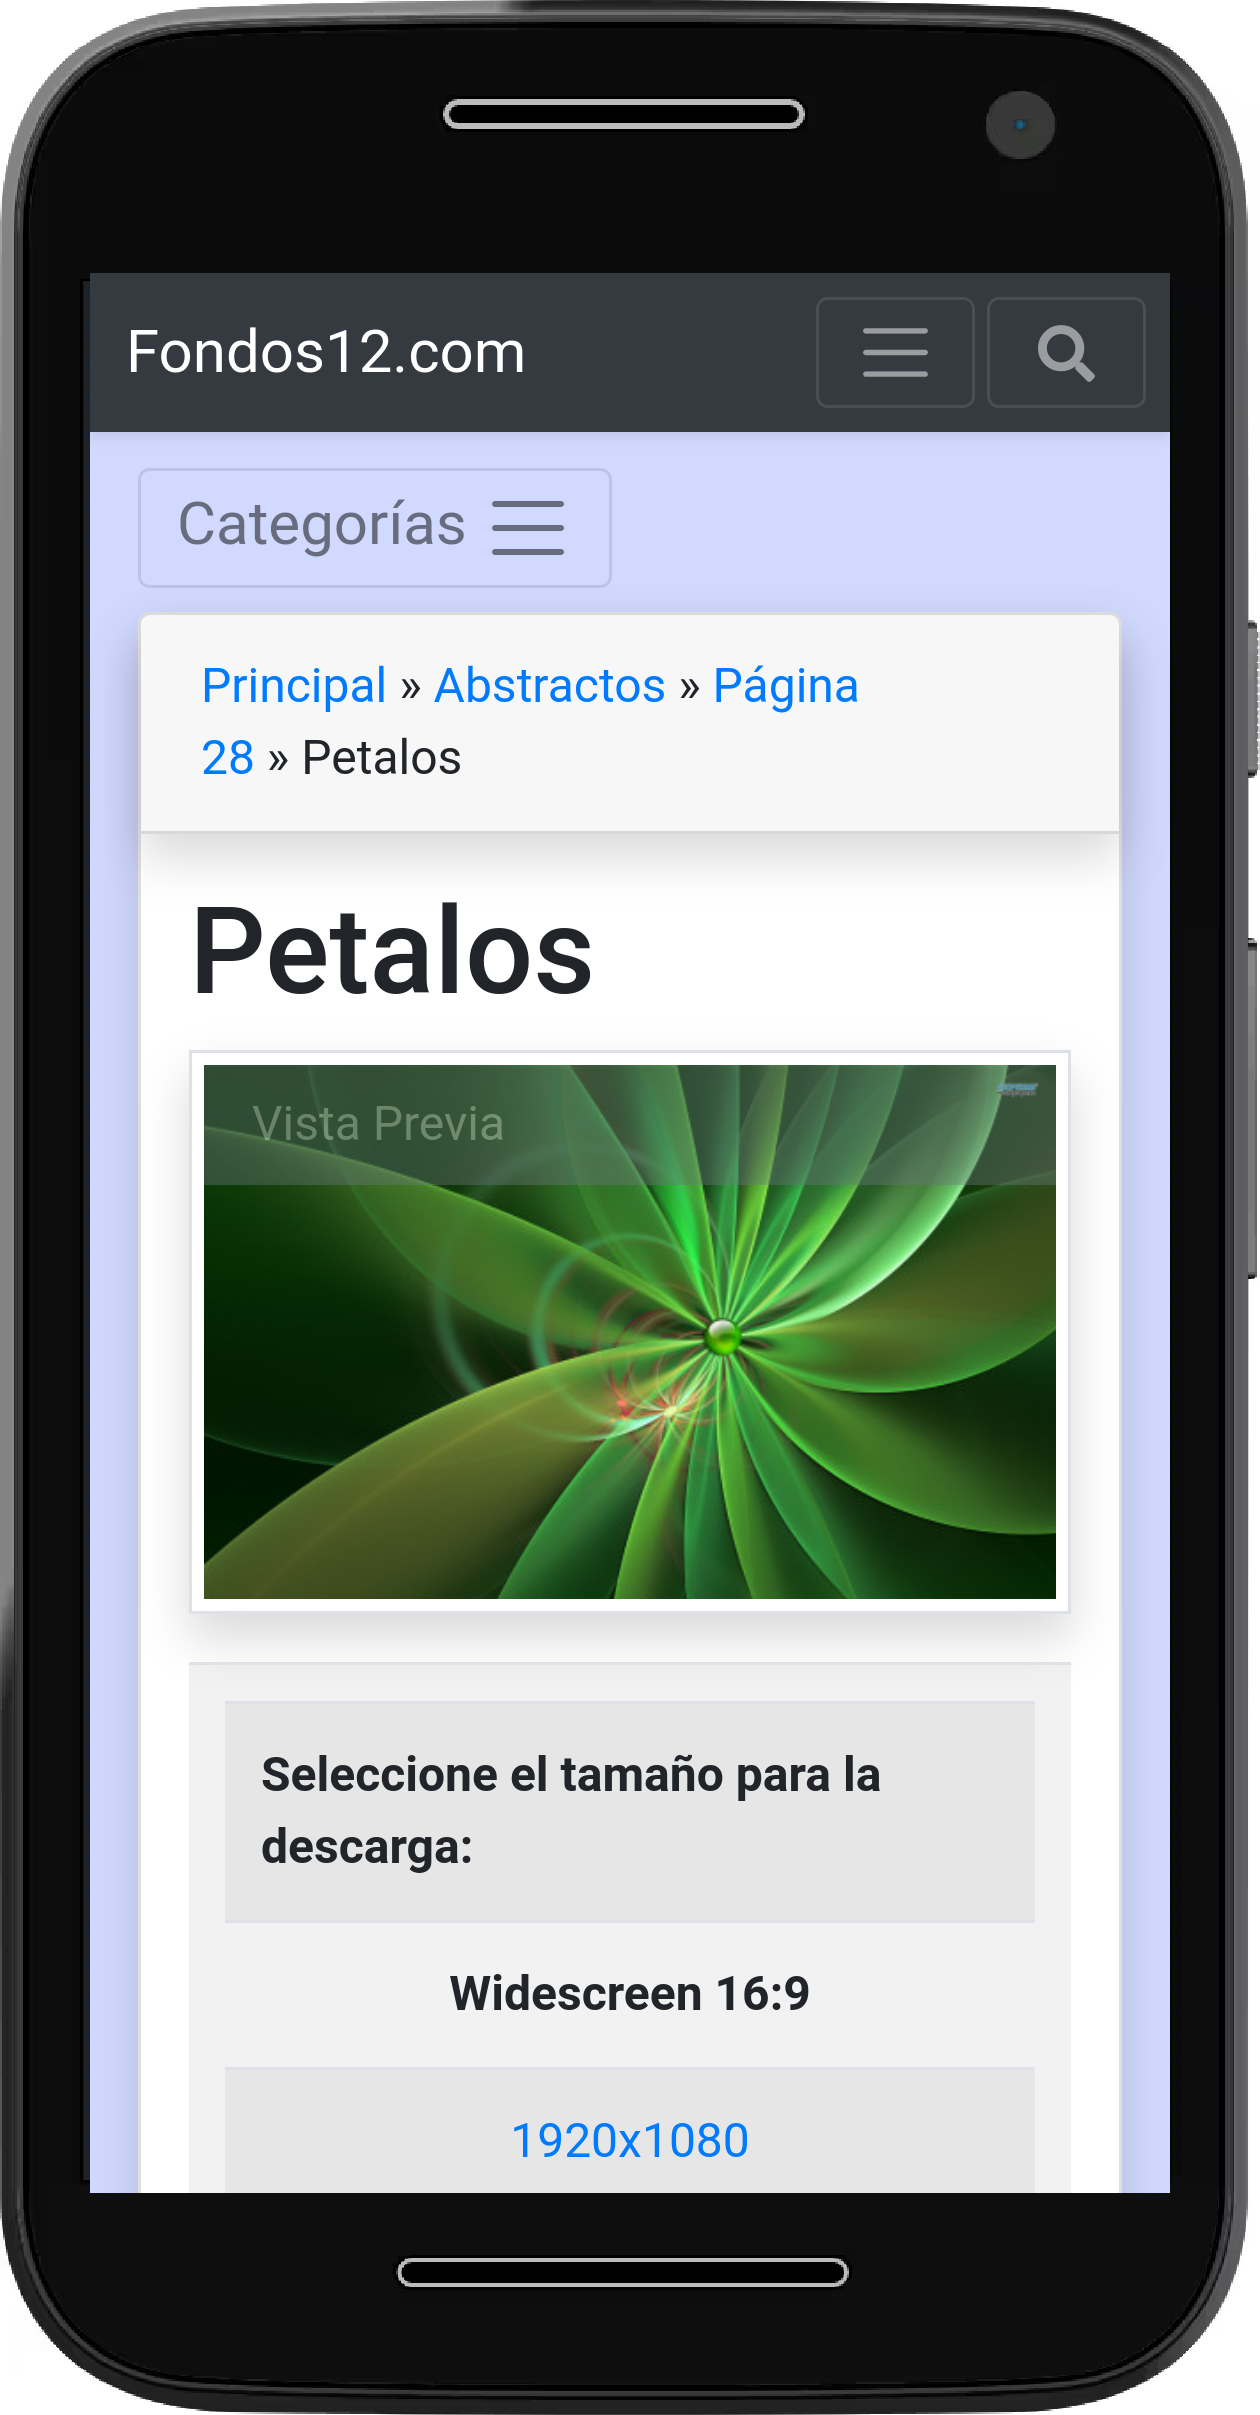 Fondos12.com
Categorías
Principal » Abstractos » Página
28 » Petalos
Petalos
Vista Previa
Seleccione el tamaño para la
descarga:
Widescreen 16:9
1920x1080